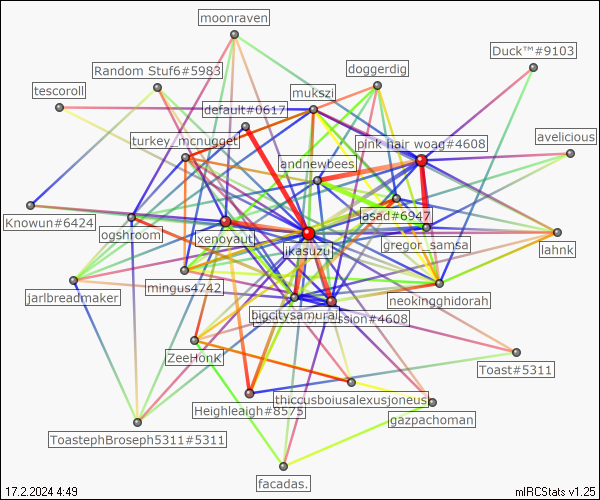 moonraven
Duck™#9103
Random Stuf6#5983
doggerdig
tescoroll
mukszi
default#0617
turkey_mcnugget
pink hair woag#4608
avelicious
andnewbees
Knowun#6424
asad#6947
ogshroom
xenoyaut
ikasuzu
gregor_samsa
lahnk
mingus4742
jarlbreadmaker
neokingghidorah
bigcitysamurai
ssion#4608
ZeeHonK
Toast#5311
thiccusboiusalexusjoneus
Heighleaigh#8575
gazpachoman
ToastephBroseph5311#5311
facadas.
17.2.2024 4:49
mIRCStats v1.25